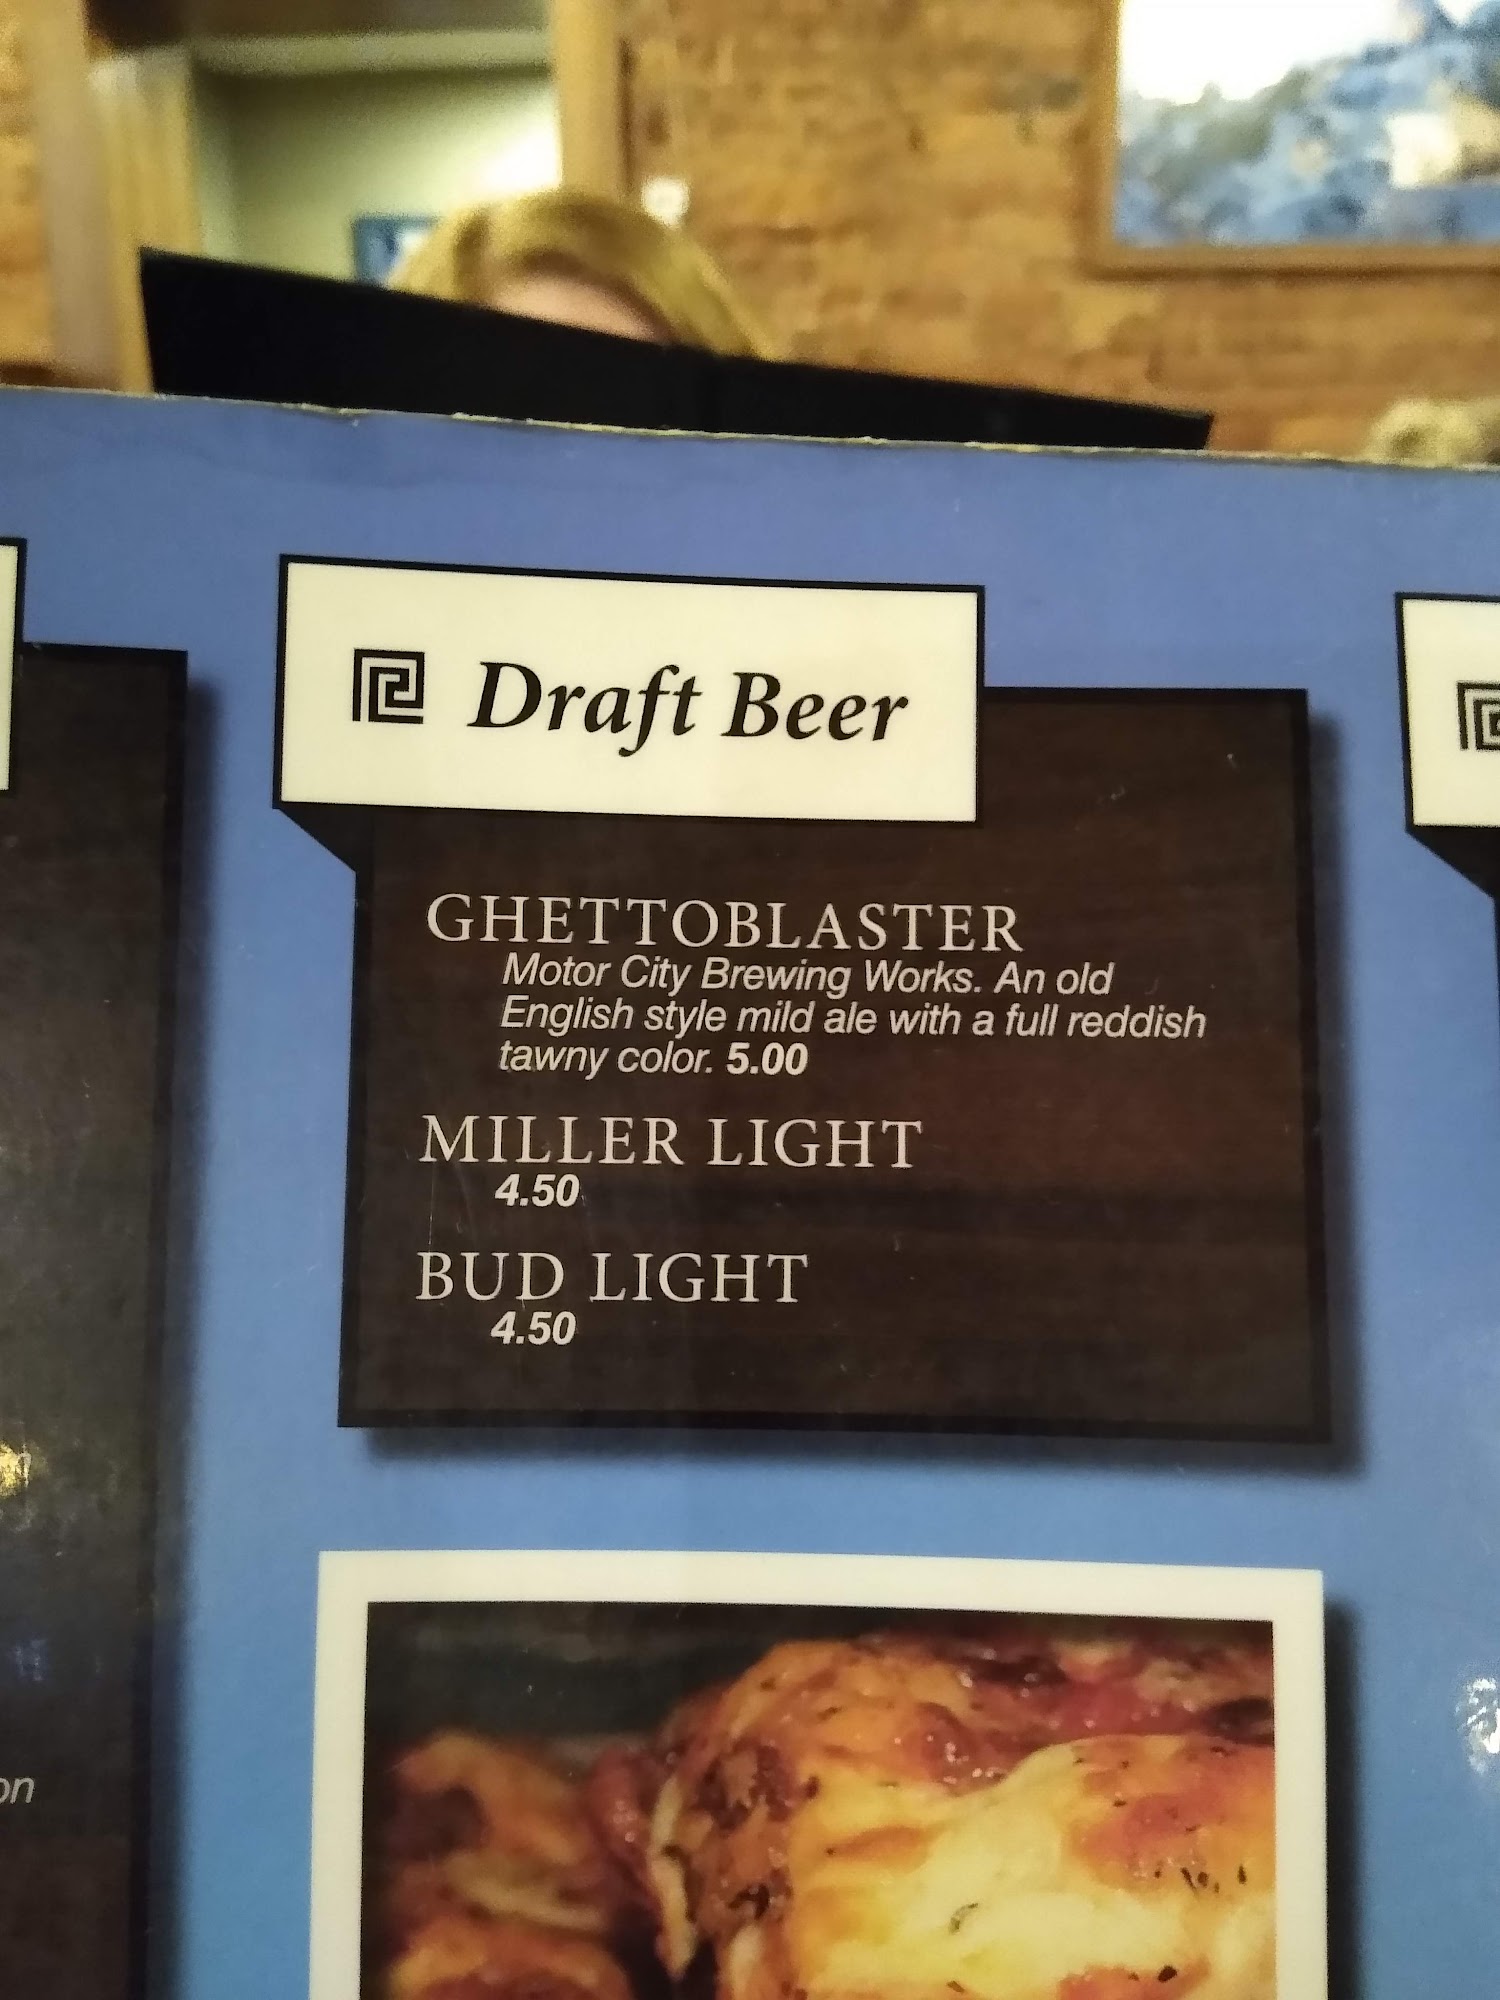 Draft Beer
GHETTOBLASTER
Motor City Brewing Works. An old
English style mild ale with a full reddish
tawny color. 5.00
MILLER LIGHT
4.50
BUD LIGHT
4.50
on